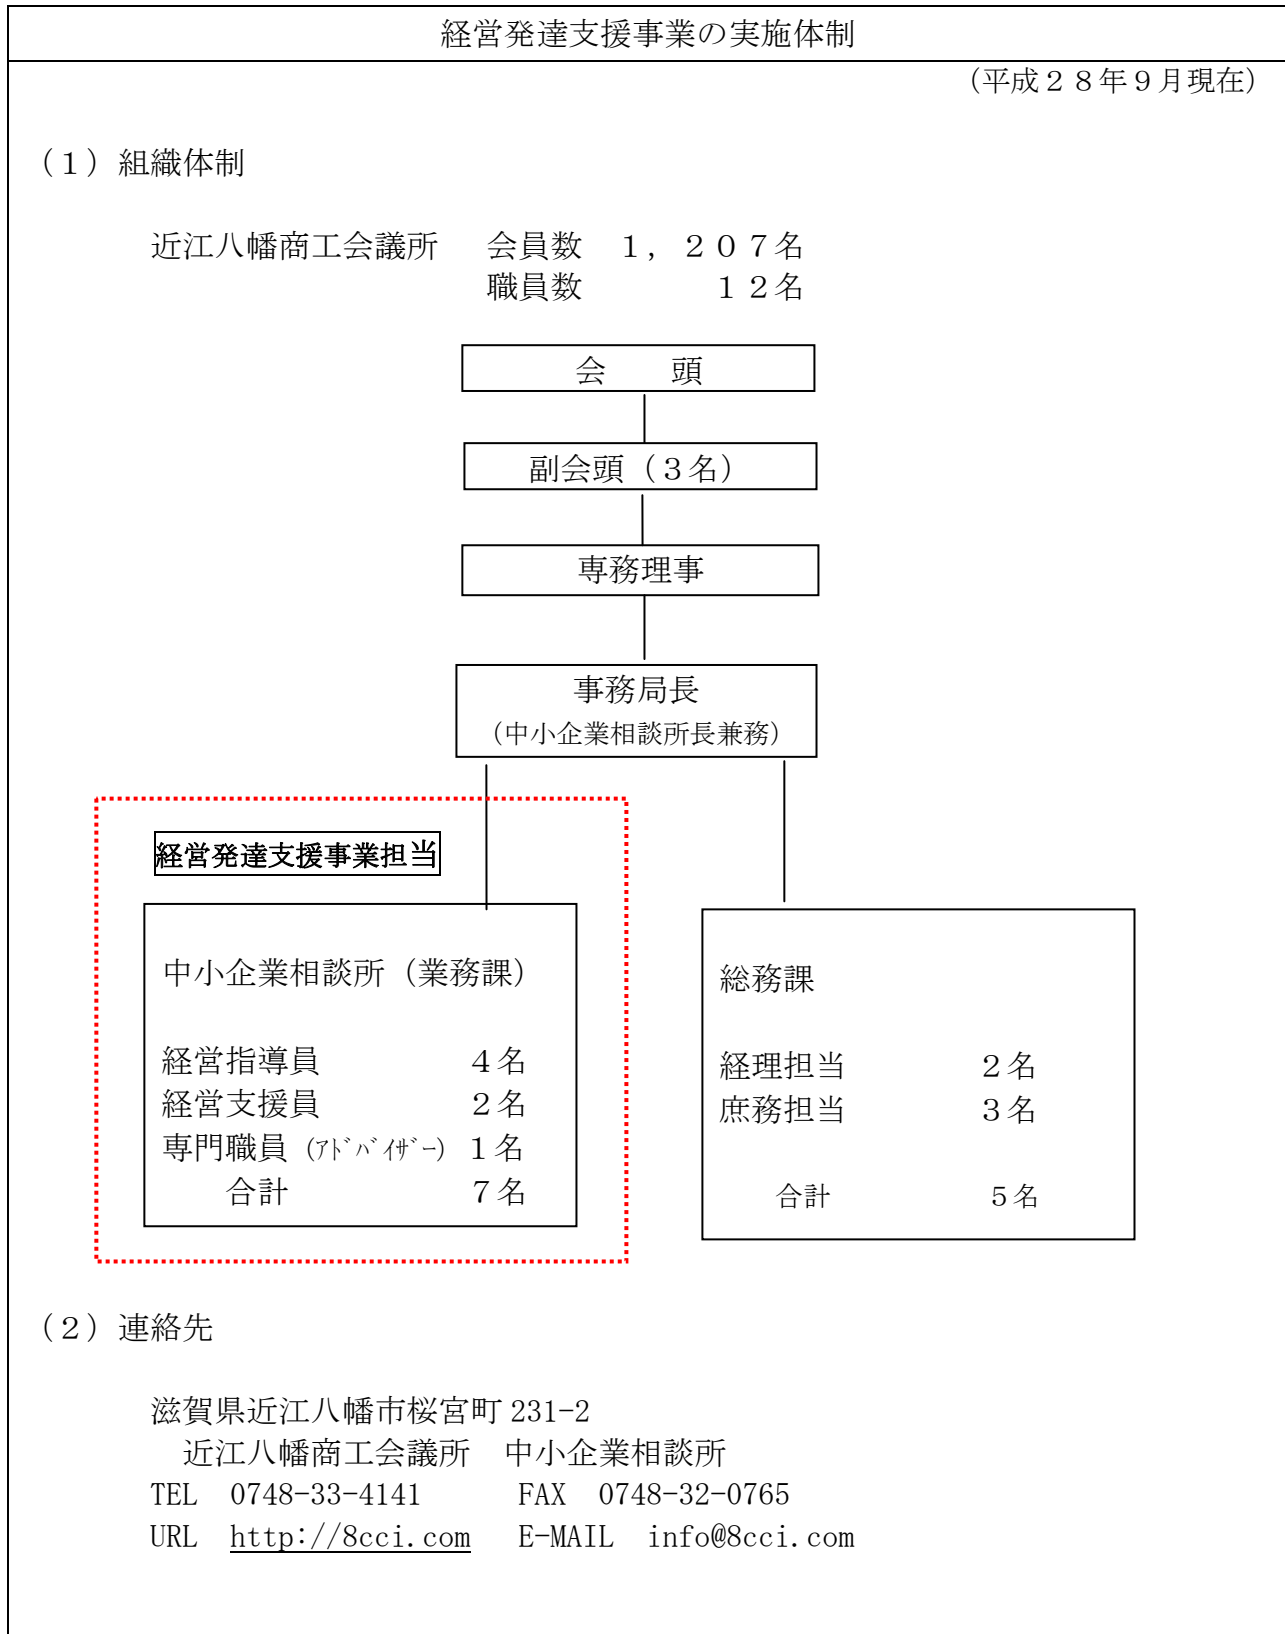 経営発達支援事業の実施体制
（平成２８年９月現在）
（１）組織体制
近江八幡商工会議所　会員数　１，２０７名
職員数　１２名
会　　頭
副会頭（３名）
専務理事
事務局長
（中小企業相談所長兼務）
経営発達支援事業担当
中小企業相談所（業務課）
経営指導員　４名
経営支援員　２名
専門職員（ｱﾄﾞﾊﾞｲｻﾞｰ）１名
合計　７名
総務課
経理担当　２名
庶務担当　３名
合計　５名
（２）連絡先
滋賀県近江八幡市桜宮町 231-2
近江八幡商工会議所　中小企業相談所
TEL　0748-33-4141　FAX　0748-32-0765
URL　http://8cci.com　E-MAIL　info@8cci.com